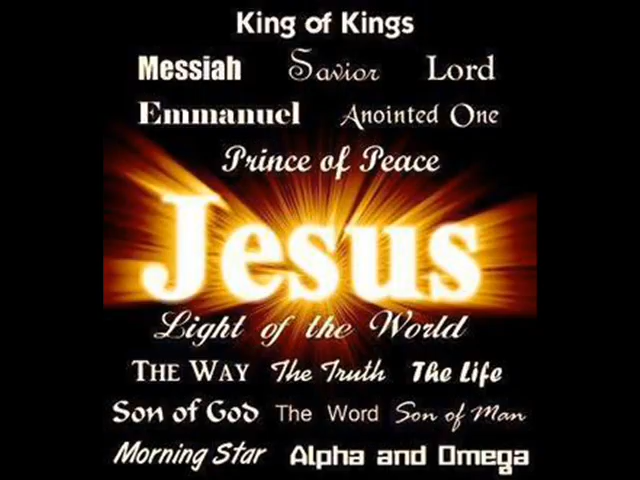 King of Kings
Messiah Savior Lord
Emmanuel Anointed One
Prince of Peace
Jesus
Light of the World
THE WAY The Truth The Life
Son of God The Word Son of Man
Morning Star Alpha and Omega